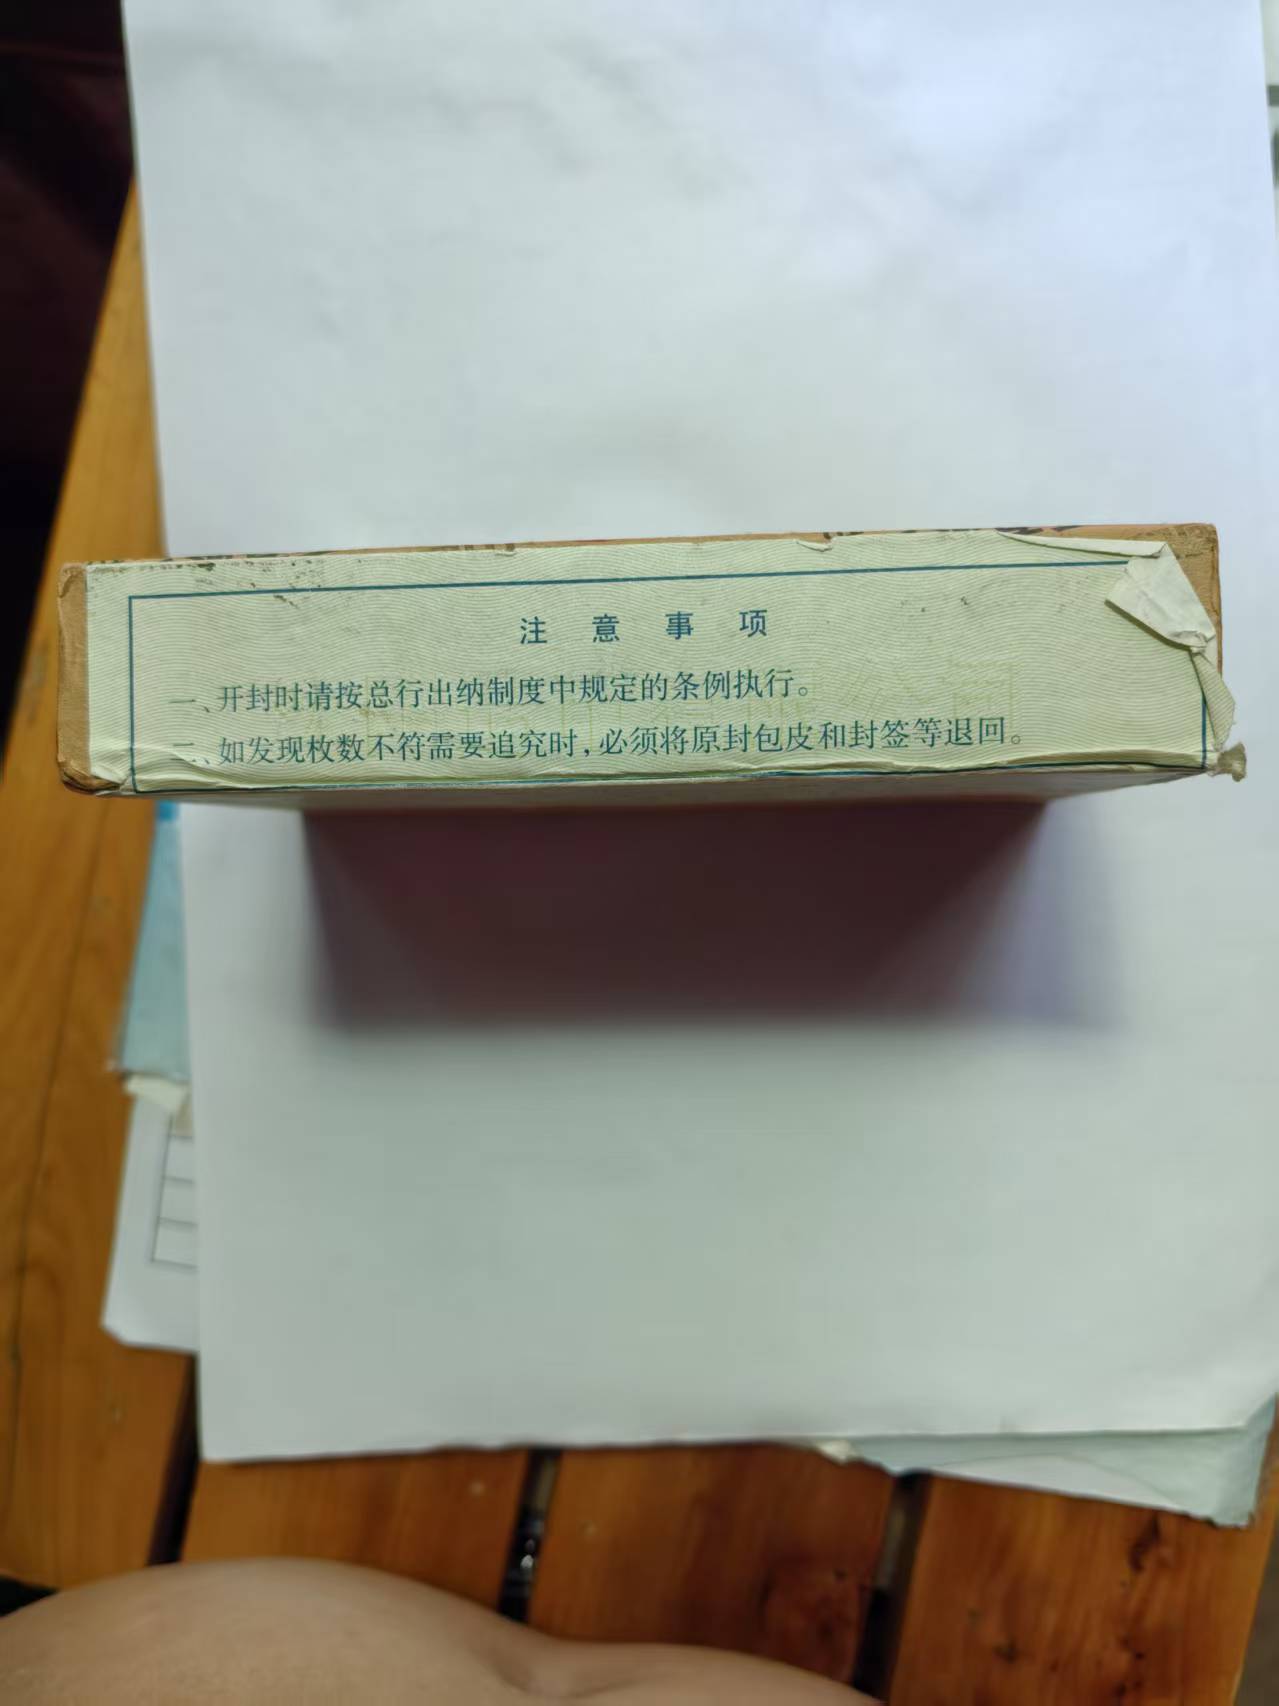 注意事项
一、开封时请按总行出纳制度中规定的条例执行。
二、如发现枚数不符需要追究时,必须将原封包皮和封签等退回。